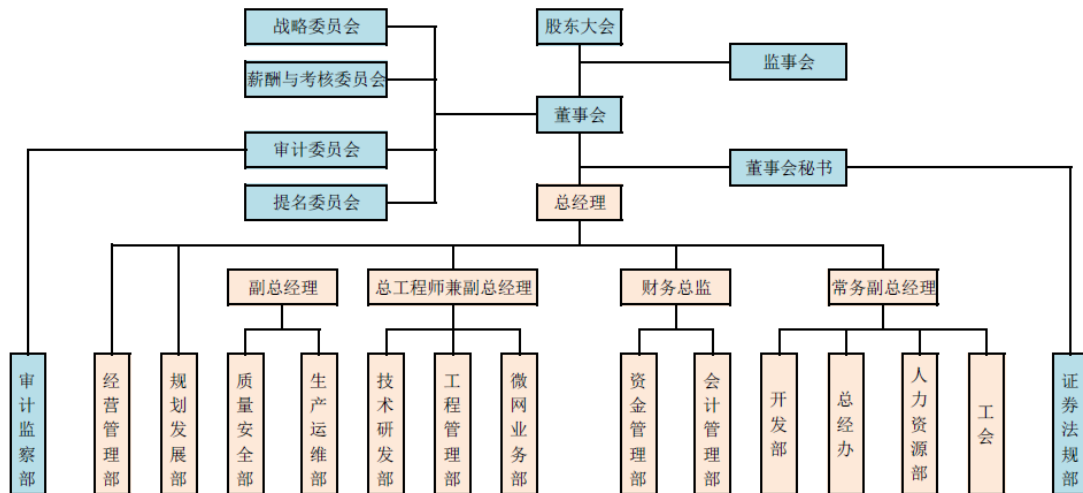 战略委员会
股东大会
薪酬与考核委员会
监事会
董事会
审计委员会
董事会秘书
提名委员会
总经理
副总经理
总工程师兼副总经理
财务总监
常务副总经理
审计监察部
经营管理部
规划发展部
质量安全部
生产运维部
技术研发部
工程管理部
微网业务部
资金管理部
会计管理部
开发部
总经办
人力资源部
工会
证券法规部